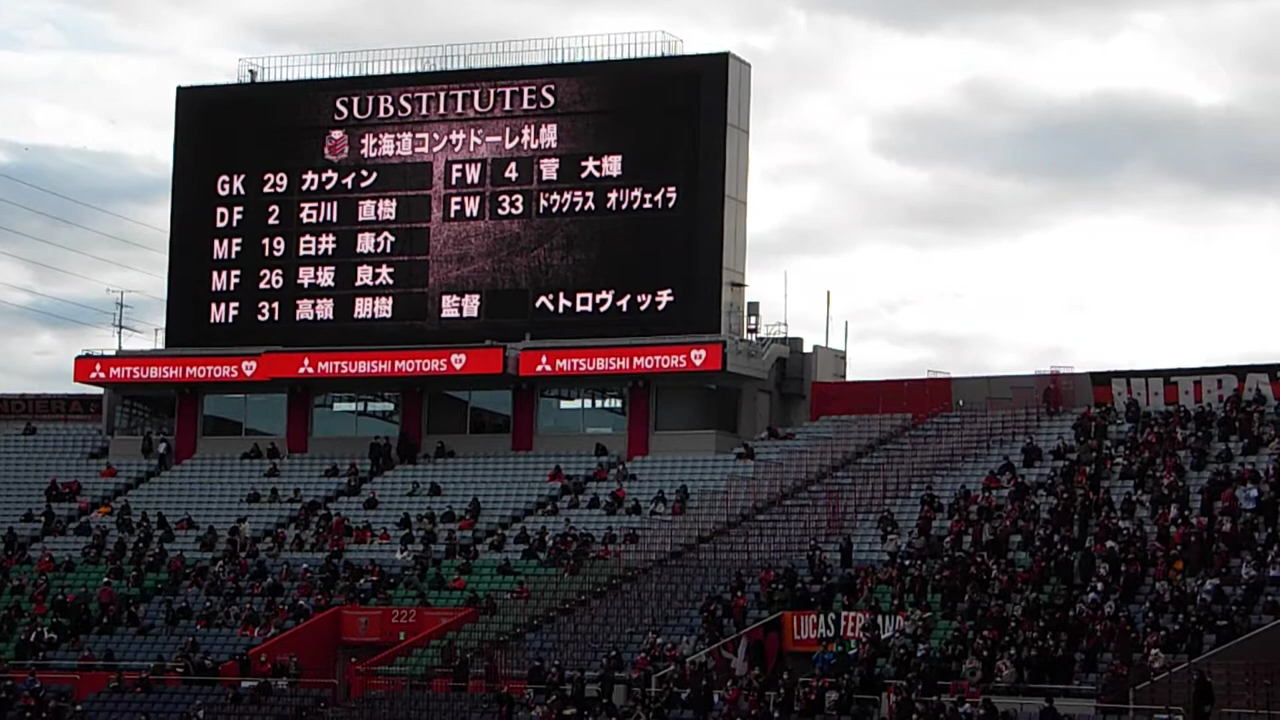 SUBSTITUTES
北海道コンサドーレ札幌
GK 29 カウィン
DF 2 石川 直樹
MF 19 白井 康介
MF 26 早坂 良太
MF 31 高嶺 朋樹
FW 4 菅 大輝
FW 33 ドウグラス オリヴェイラ
監督 ペトロヴィッチ
MITSUBISHI MOTORS
MITSUBISHI MOTORS
MITSUBISHI MOTORS
222
LUCAS